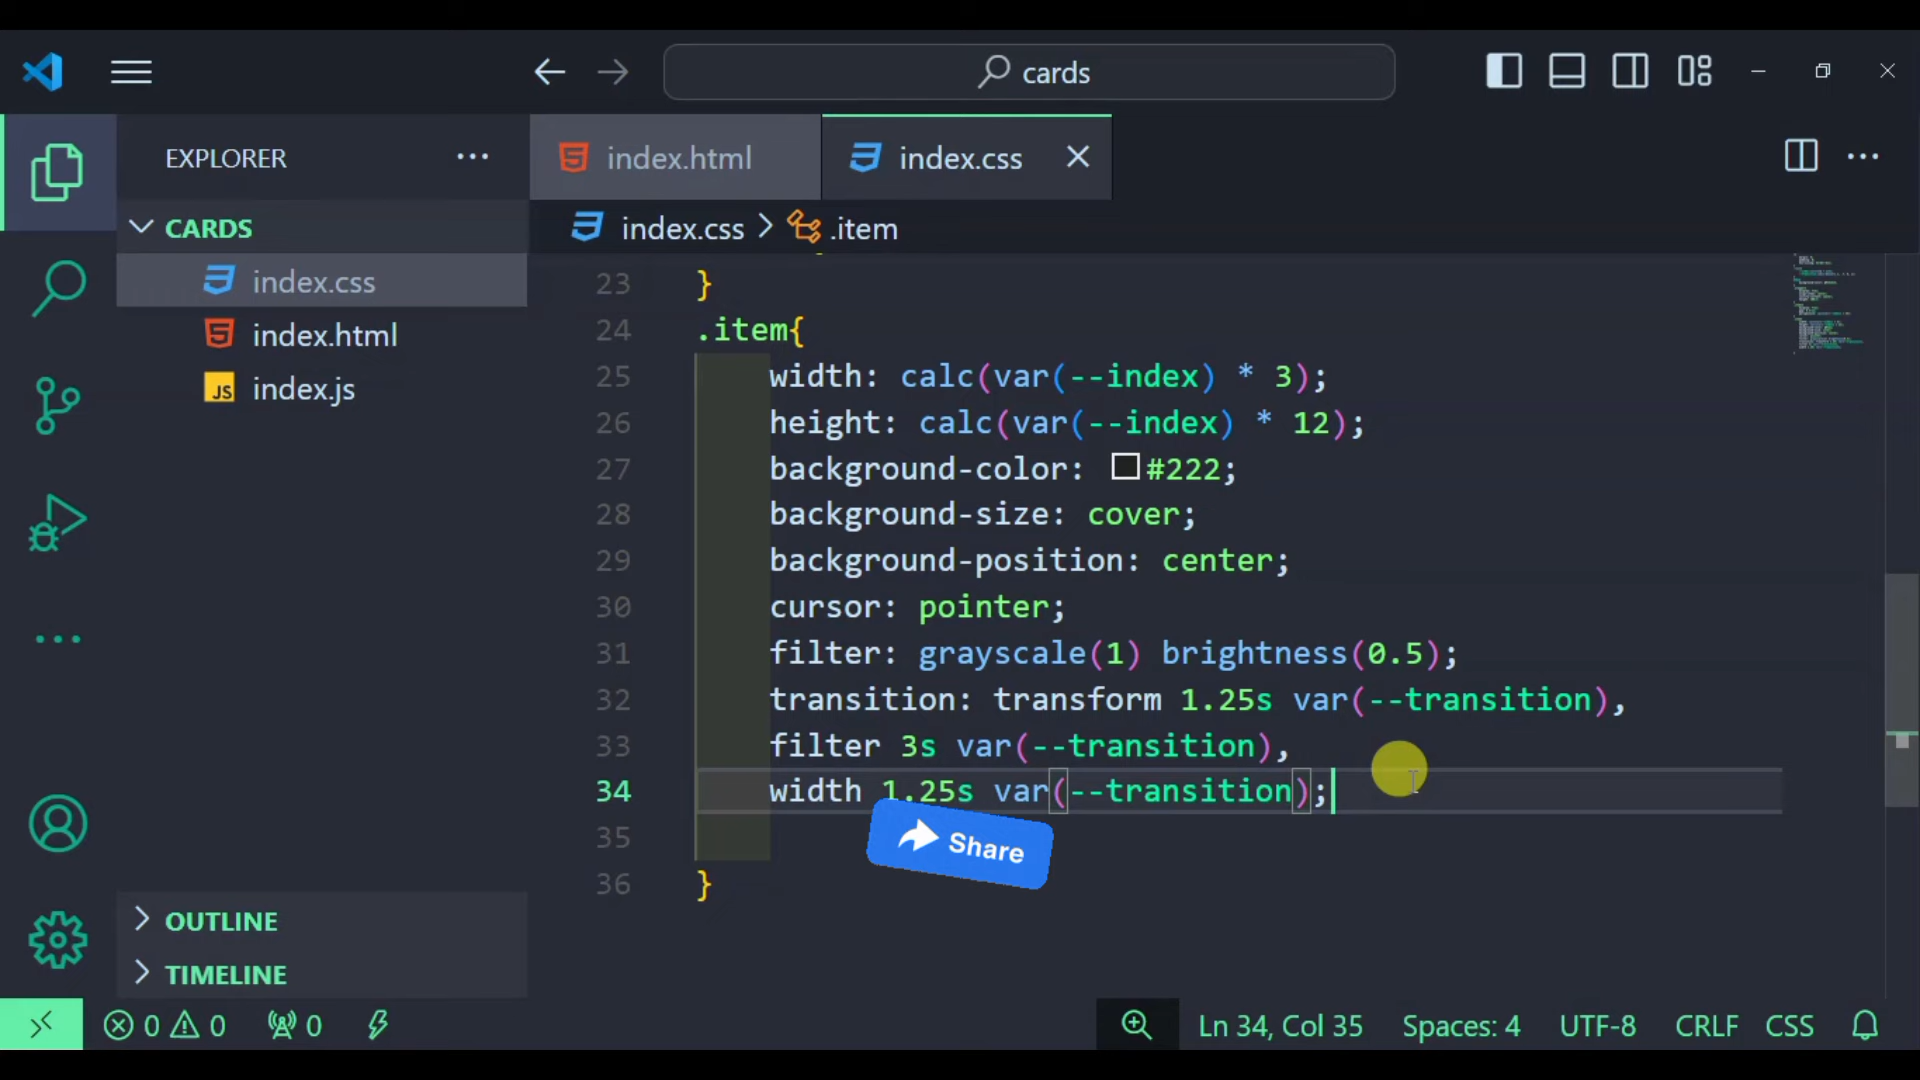 cards
EXPLORER
index.html
index.css
CARDS
index.css > .item
index.css
index.html
JS index.js
23 }
24 .item{
25 width: calc(var(--index) * 3);
26 height: calc(var(--index) * 12);
27 background-color: #222;
28 background-size: cover;
29 background-position: center;
30 cursor: pointer;
31 filter: grayscale(1) brightness(0.5);
32 transition: transform 1.25s var(--transition),
33 filter 3s var(--transition),
34 width 1.25s var(--transition);
35
Share
36 }
OUTLINE
TIMELINE
0 0 0 Ln 34, Col 35 Spaces: 4 UTF-8 CRLF CSS